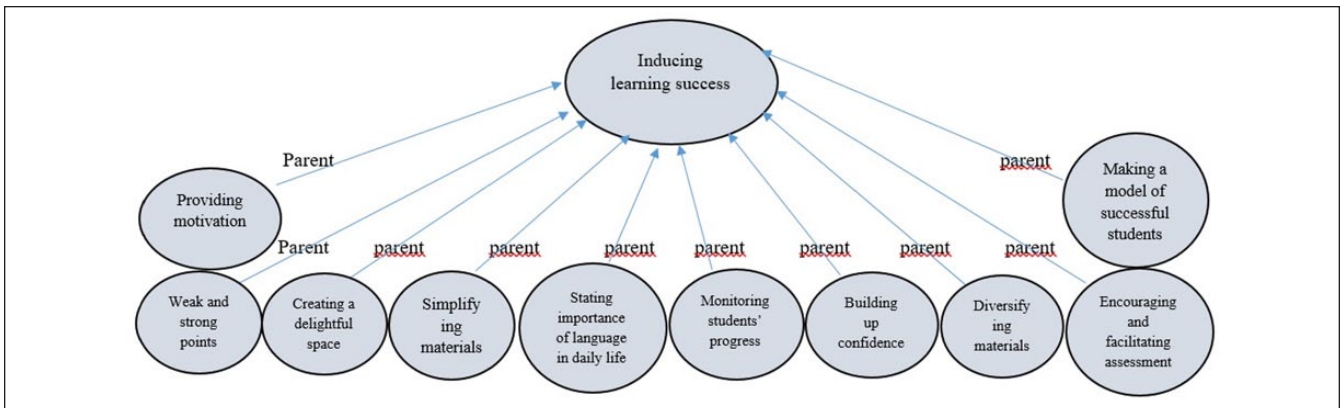 Inducing
learning success
Parent
parent
Providing
motivation
Making a
model of
successful
students
Parent
parent
parent
parent
parent
parent
parent
parent
Weak and
strong
points
Creating a
delightful
space
Simplify
ing
materials
Stating
importance
of language
in daily life
Monitoring
students’
progress
Building
up
confidence
Diversify
ing
materials
Encouraging
and
facilitating
assessment